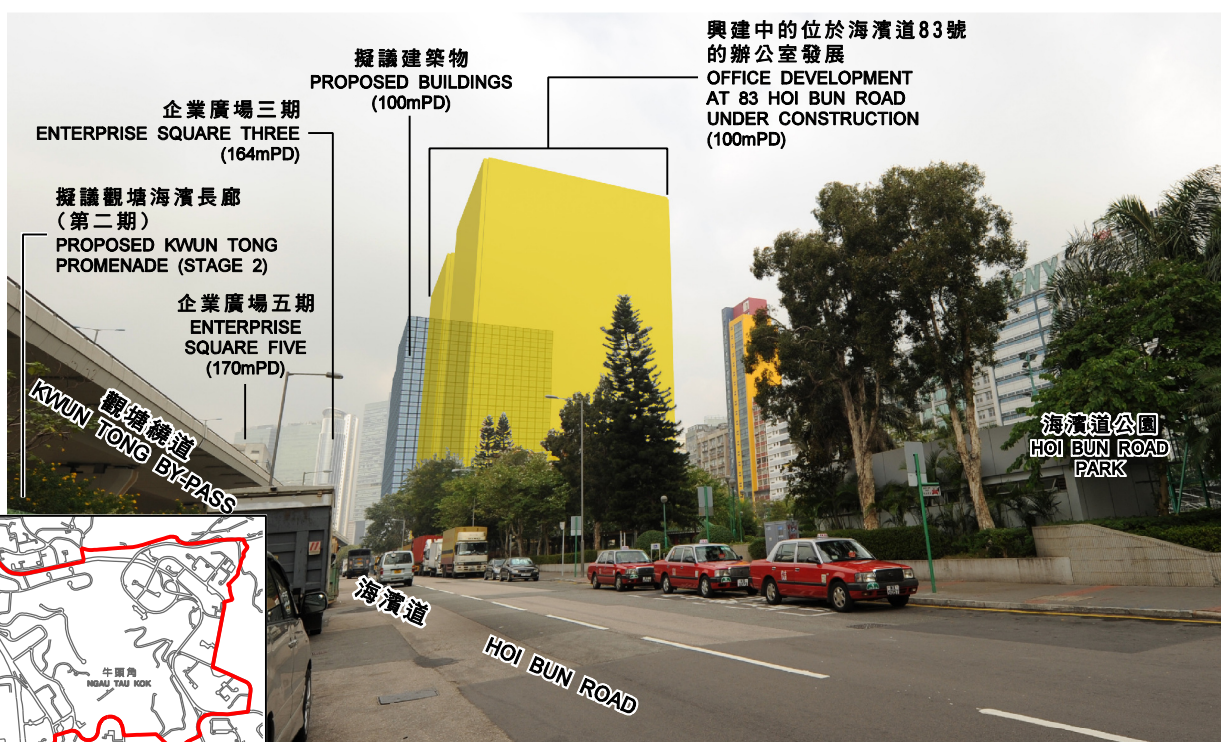 興建中的位於海濱道83號
的辦公室發展
OFFICE DEVELOPMENT
AT 83 HOI BUN ROAD
UNDER CONSTRUCTION
(100mPD)
擬議建築物
PROPOSED BUILDINGS
(100mPD)
企業廣場三期
ENTERPRISE SQUARE THREE
(164mPD)
擬議觀塘海濱長廊
(第二期)
PROPOSED KWUN TONG
PROMENADE (STAGE 2)
企業廣場五期
ENTERPRISE
SQUARE FIVE
(170mPD)
觀塘繞道
KWUN TONG BY-PASS
海濱道公園
HOI BUN ROAD
PARK
海濱道
HOI BUN ROAD
牛頭角
NGAU TAU KOK